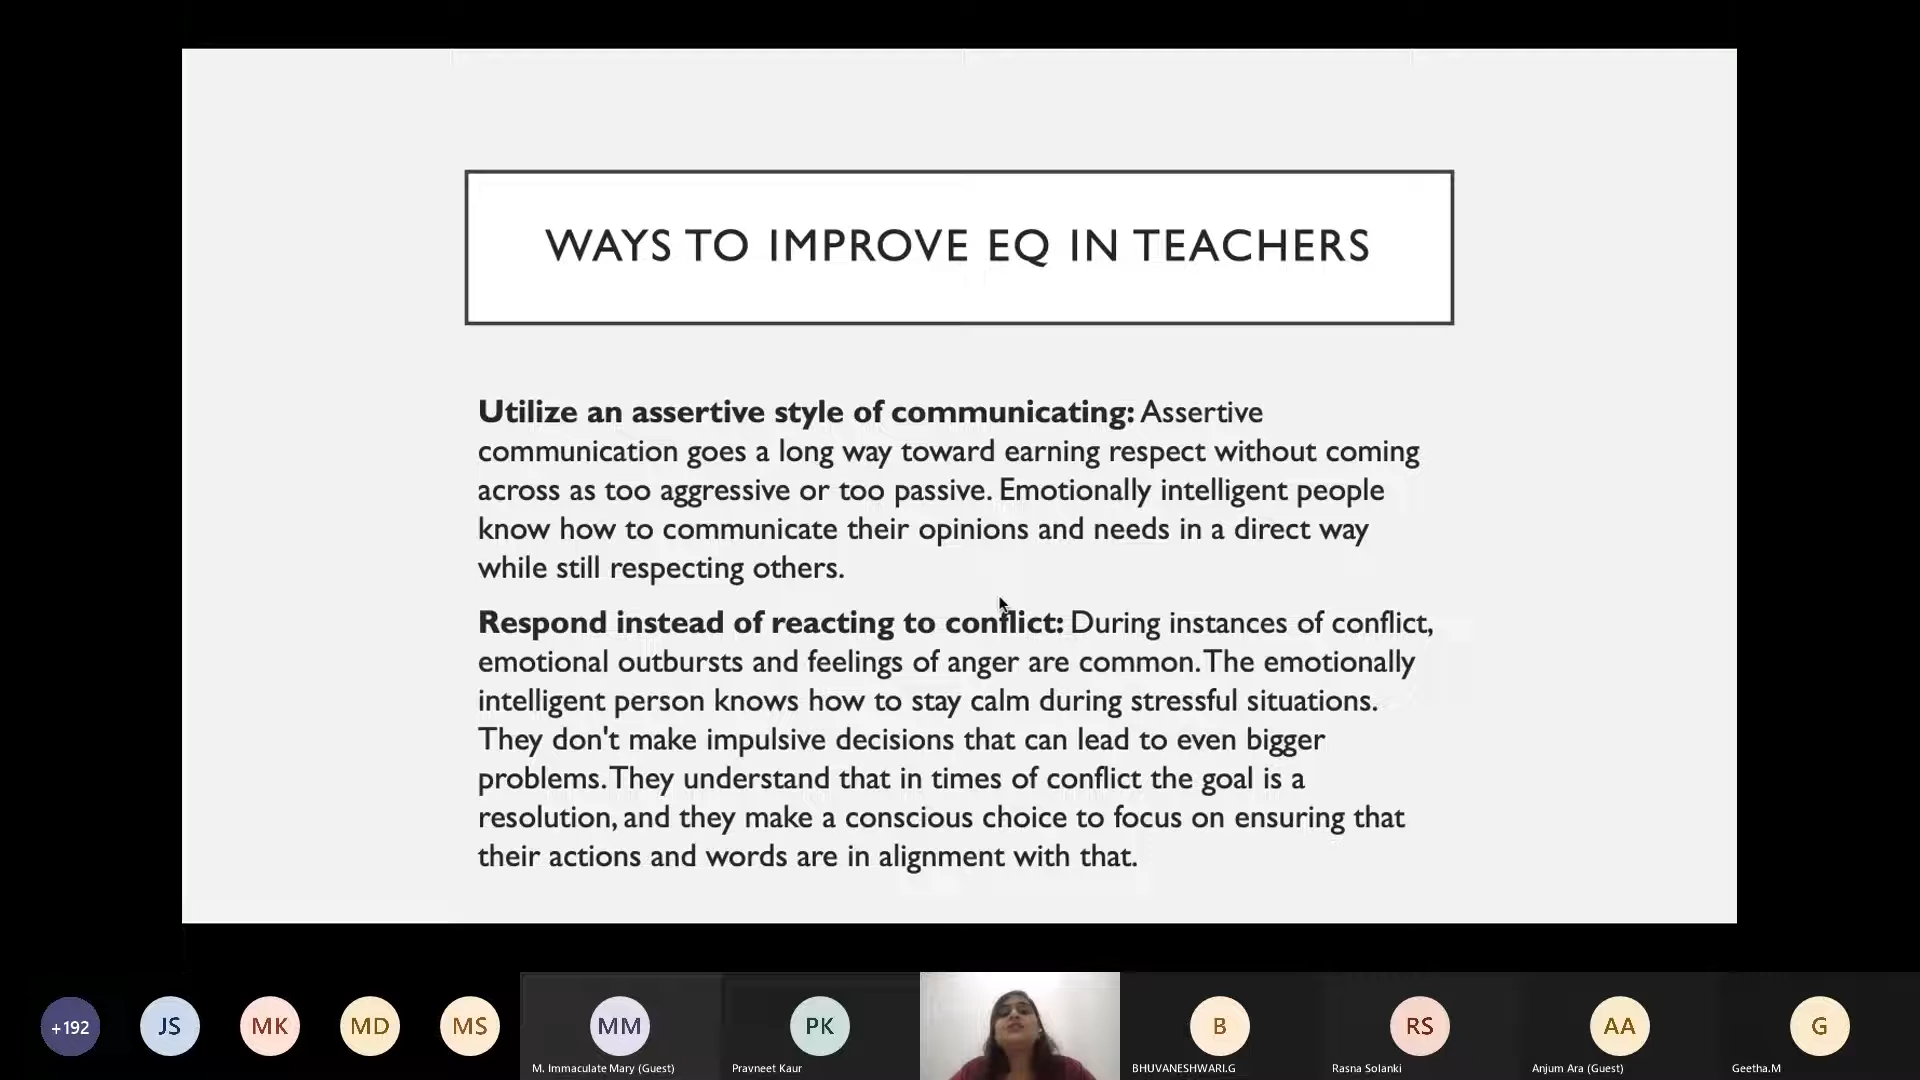 WAYS TO IMPROVE EQ IN TEACHERS
Utilize an assertive style of communicating: Assertive
communication goes a long way toward earning respect without coming
across as too aggressive or too passive. Emotionally intelligent people
know how to communicate their opinions and needs in a direct way
while still respecting others.
Respond instead of reacting to conflict: During instances of conflict,
emotional outbursts and feelings of anger are common. The emotionally
intelligent person knows how to stay calm during stressful situations.
They don't make impulsive decisions that can lead to even bigger
problems. They understand that in times of conflict the goal is a
resolution, and they make a conscious choice to focus on ensuring that
their actions and words are in alignment with that.
+192 JS MK MD MS MM PK B RS AA G
M. Immaculate Mary (Guest) Pravneet Kaur BHUVANESHWARI.G Rasna Solanki Anjum Ara (Guest) Geetha.M